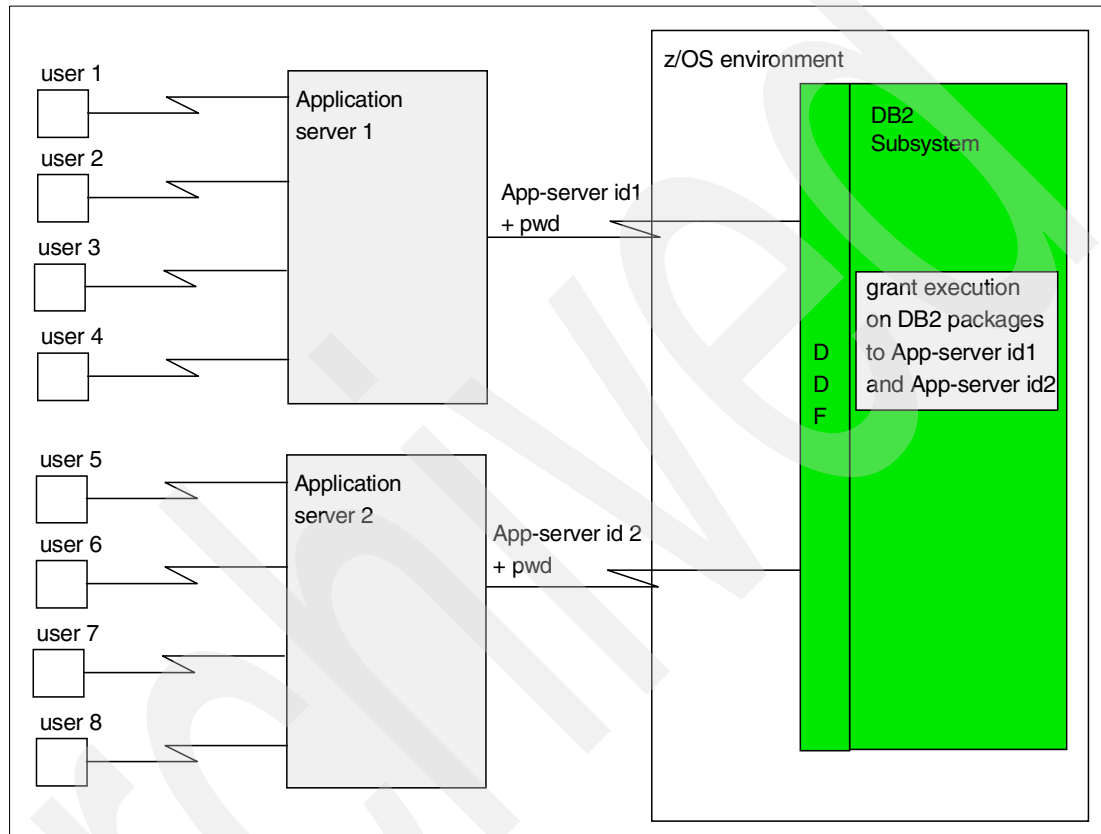 z/OS environment
user 1
user 2
user 3
user 4
Application
server 1
App-server id1
+ pwd
DB2
Subsystem
grant execution
on DB2 packages
to App-server id1
and App-server id2
D
D
F
user 5
user 6
user 7
user 8
Application
server 2
App-server id 2
+ pwd